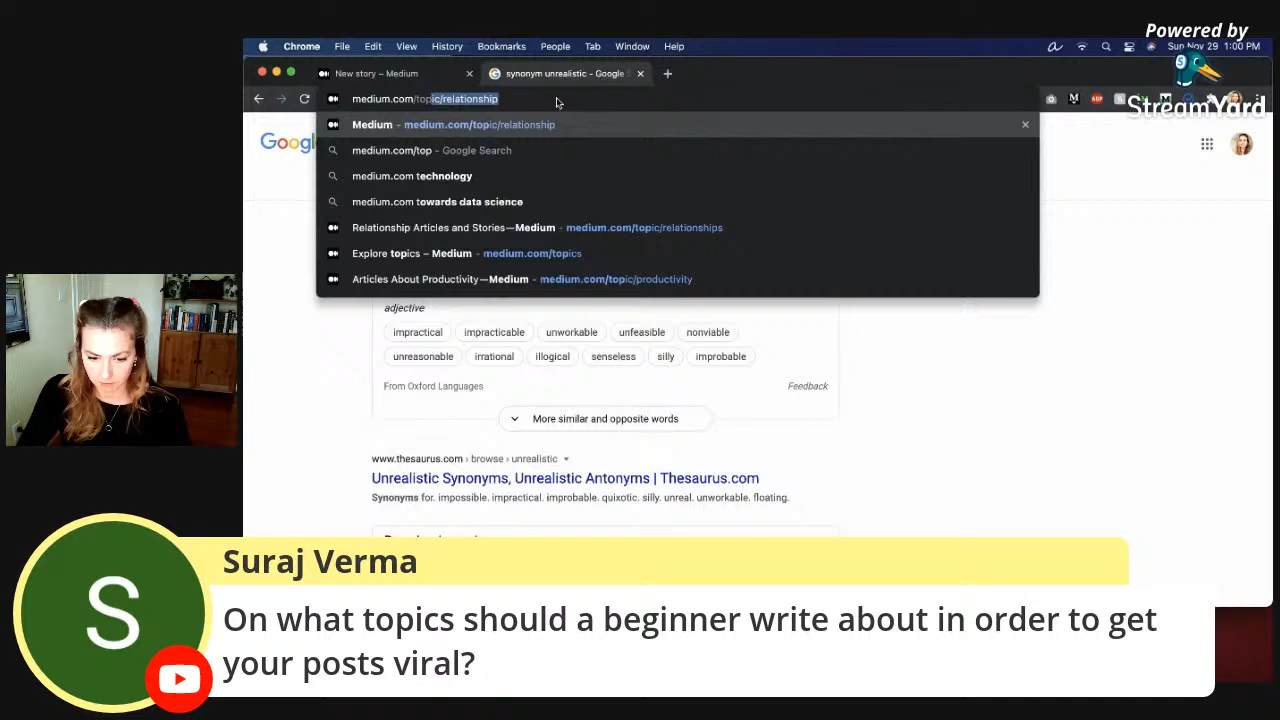 Powered by
StreamYard
Chrome File Edit View History Bookmarks People Tab Window Help
Sun Nov 29 1:00 PM
New story – Medium
synonym unrealistic - Google
medium.com/topic/relationship
Medium - medium.com/topic/relationship
medium.com/top - Google Search
medium.com technology
medium.com towards data science
Relationship Articles and Stories—Medium - medium.com/topic/relationships
Explore topics – Medium - medium.com/topics
Articles About Productivity—Medium - medium.com/topic/productivity
adjective
impractical impracticable unworkable unfeasible nonviable
unreasonable irrational illogical senseless silly improbable
From Oxford Languages
Feedback
More similar and opposite words
www.thesaurus.com › browse › unrealistic
Unrealistic Synonyms, Unrealistic Antonyms | Thesaurus.com
Synonyms for. impossible. impractical. improbable. quixotic. silly. unreal. unworkable. floating.
S
Suraj Verma
On what topics should a beginner write about in order to get
your posts viral?